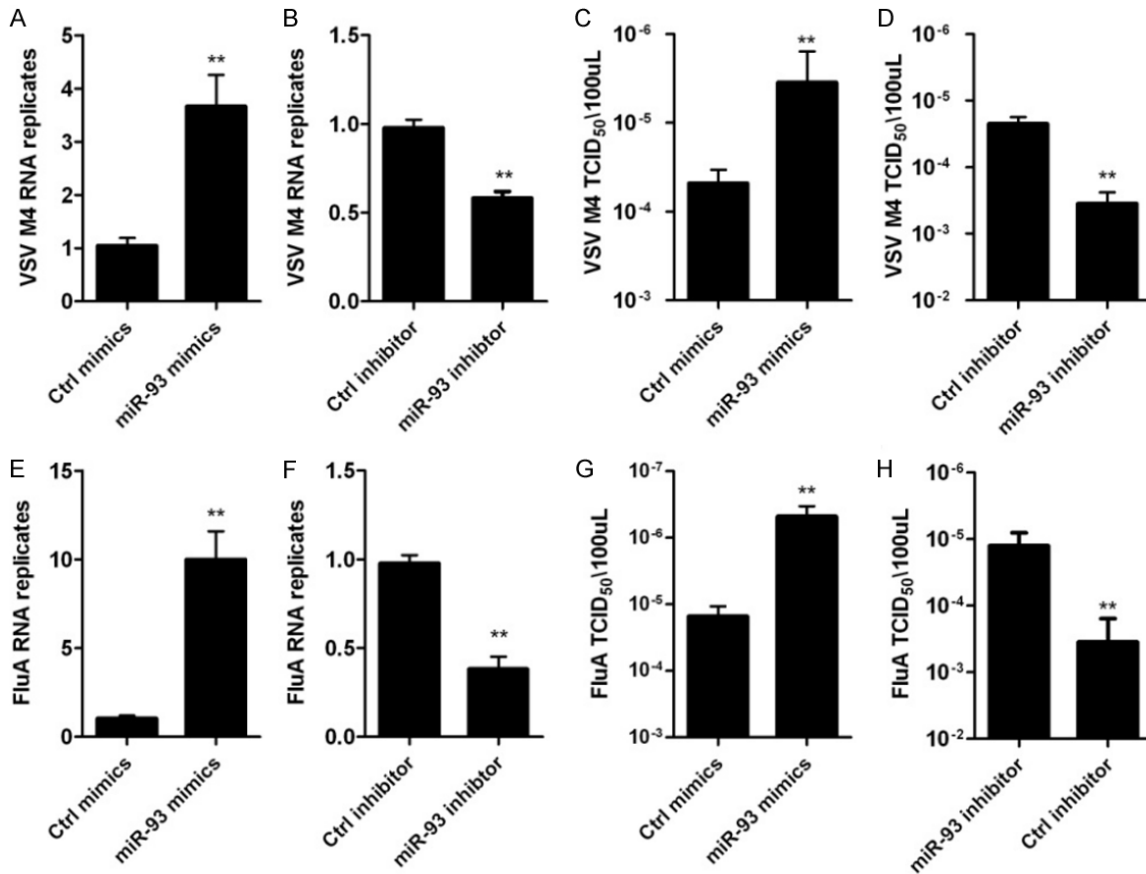 A
VSV M4 RNA replicates
5
4
3
2
1
0
**
Ctrl mimics
miR-93 mimics
B
VSV M4 RNA replicates
1.5
1.0
0.5
0.0
**
Ctrl inhibitor
miR-93 inhibtor
C
VSV M4 TCID50\100uL
10-6
10-5
10-4
10-3
**
Ctrl mimics
miR-93 mimics
D
VSV M4 TCID50\100uL
10-6
10-5
10-4
10-3
10-2
**
Ctrl inhibitor
miR-93 inhibitor
E
FluA RNA replicates
15
10
5
0
**
Ctrl mimics
miR-93 mimics
F
FluA RNA replicates
1.5
1.0
0.5
0.0
**
Ctrl inhibitor
miR-93 inhibtor
G
FluA TCID50\100uL
10-7
10-6
10-5
10-4
10-3
**
Ctrl mimics
miR-93 mimics
H
FluA TCID50\100uL
10-6
10-5
10-4
10-3
10-2
**
miR-93 inhibitor
Ctrl inhibitor